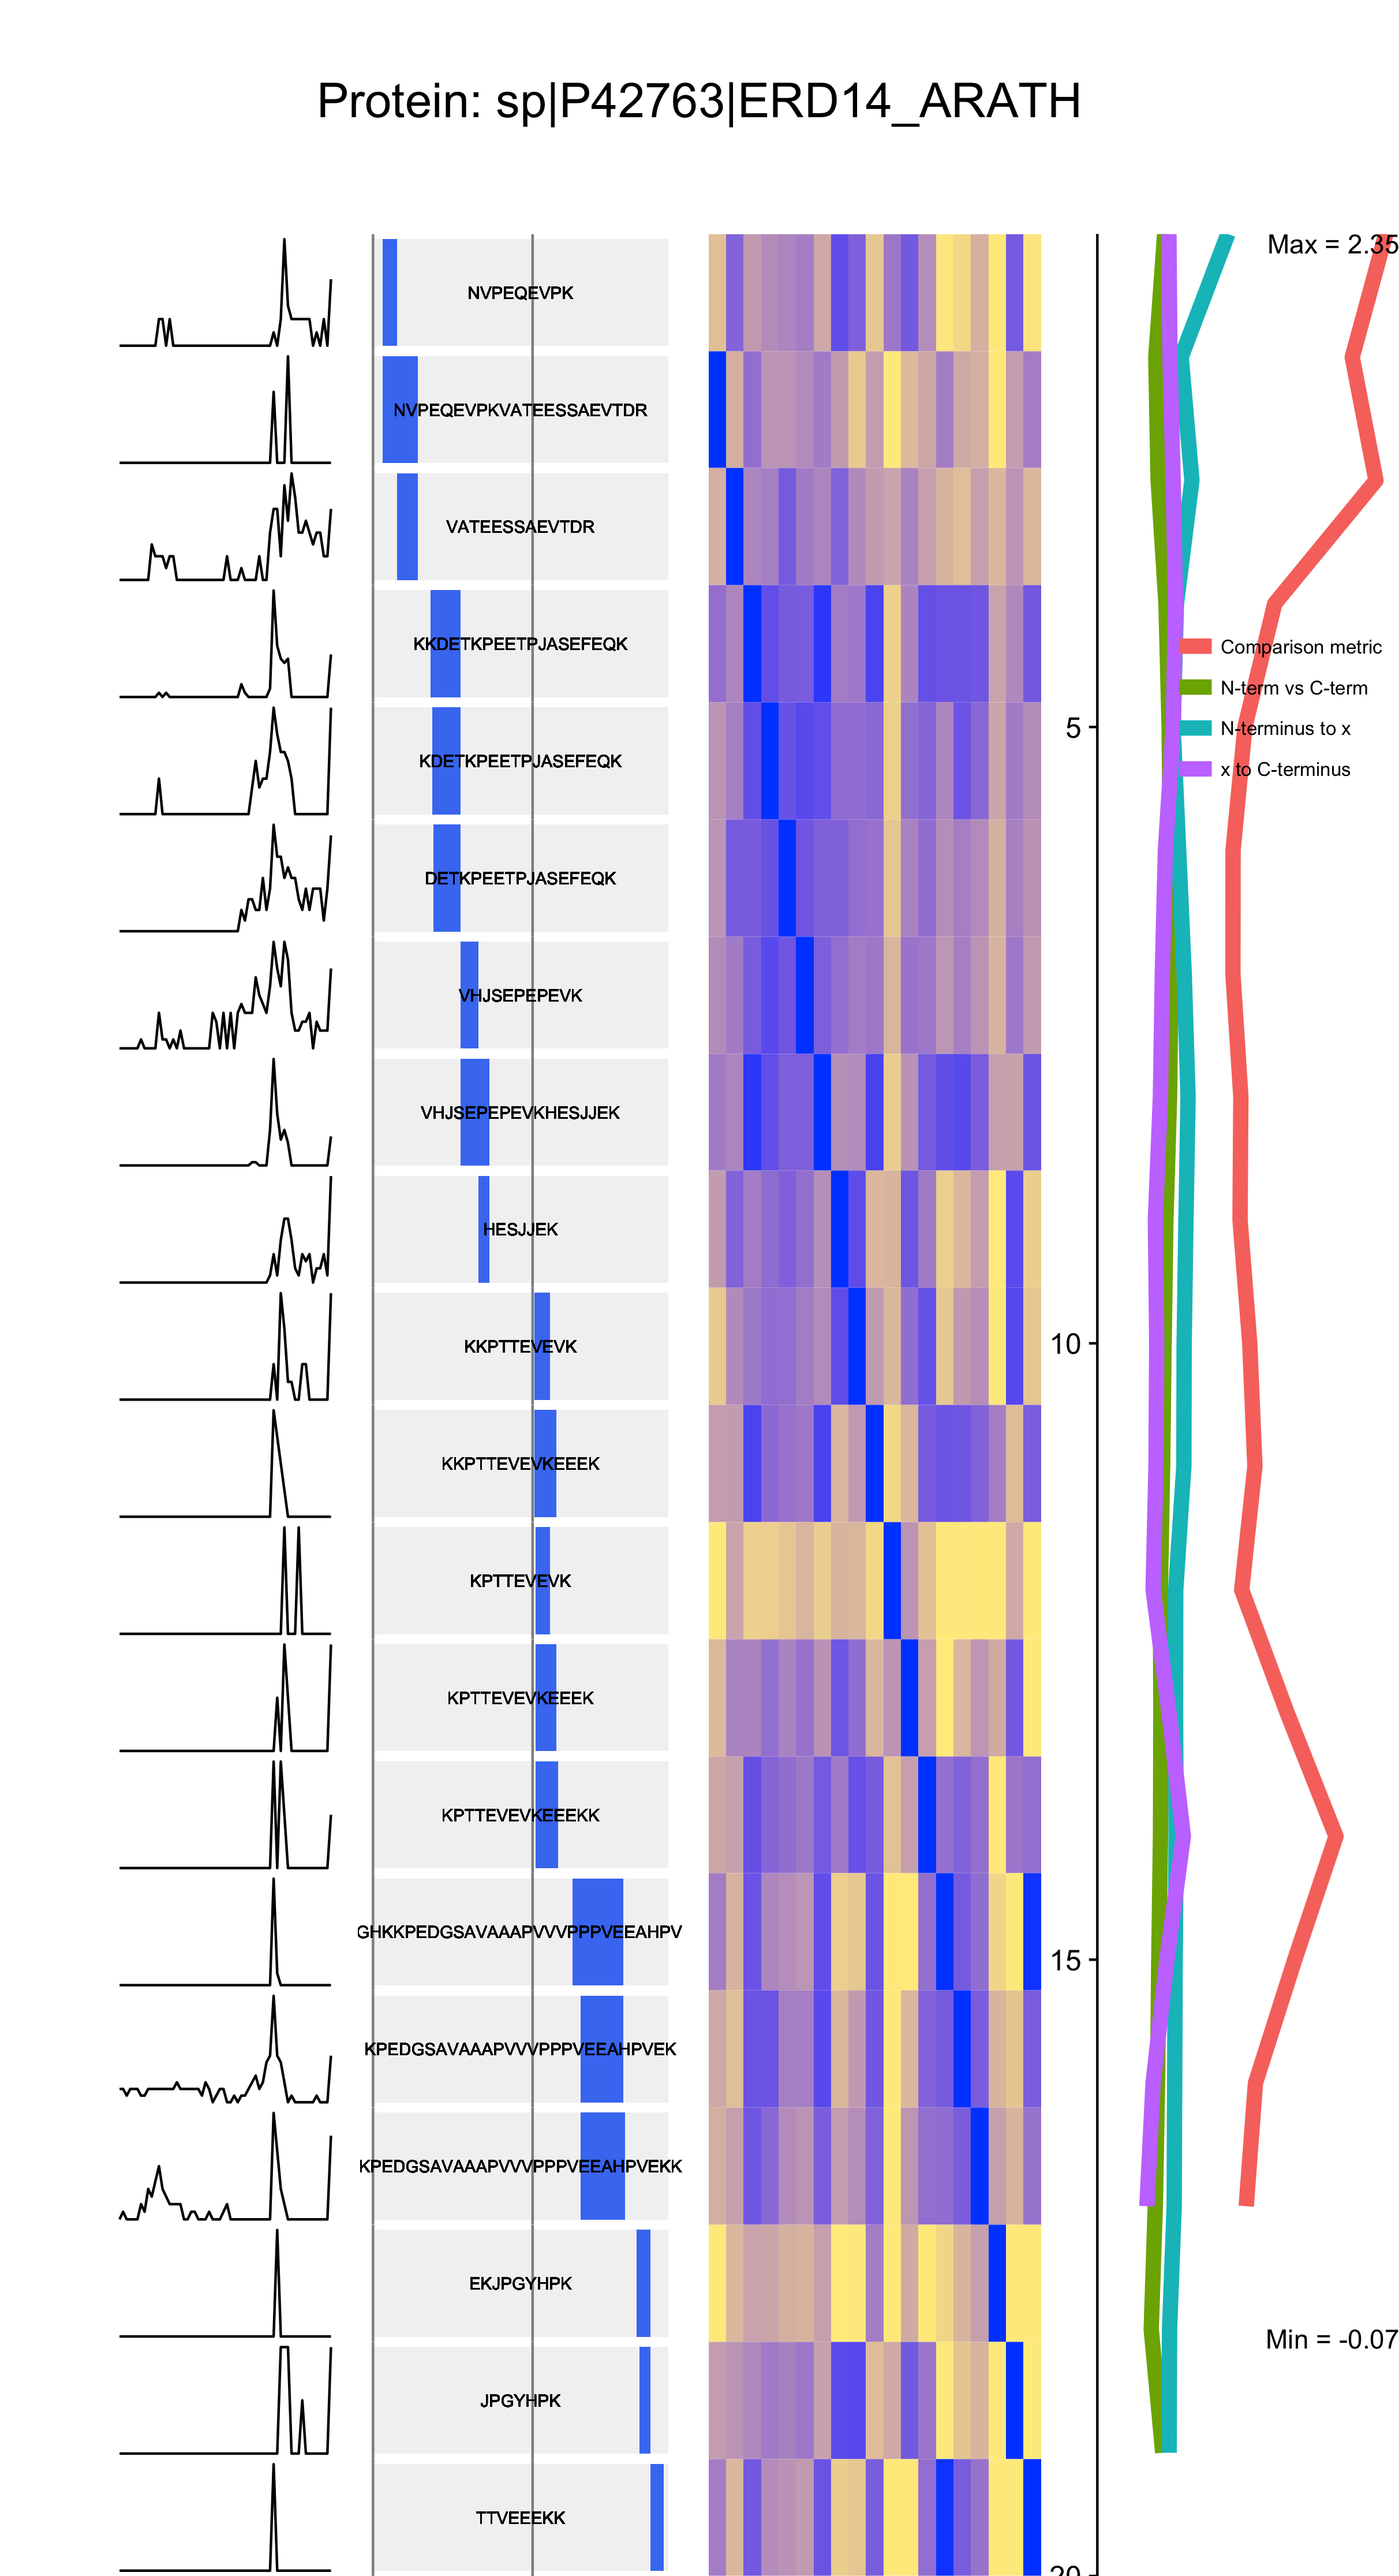 Protein: sp|P42763|ERD14_ARATH
Max = 2.35
NVPEQEVPK
NVPEQEVPKVATEESSAEVTDR
VATEESSAEVTDR
KKDETKPEETPJASEFEQK
Comparison metric
N-term vs C-term
5
N-terminus to x
KDETKPEETPJASEFEQK
x to C-terminus
DETKPEETPJASEFEQK
VHJSEPEPEVK
VHJSEPEPEVKHESJJEK
HESJJEK
10
KKPTTEVEVK
KKPTTEVEVKEEEK
KPTTEVEVK
KPTTEVEVKEEEK
KPTTEVEVKEEEKK
GHKKPEDGSAVAAAPVVVPPPVEEAHPV
15
KPEDGSAVAAAPVVVPPPVEEAHPVEK
KPEDGSAVAAAPVVVPPPVEEAHPVEKK
EKJPGYHPK
Min = -0.07
JPGYHPK
TTVEEEKK
20